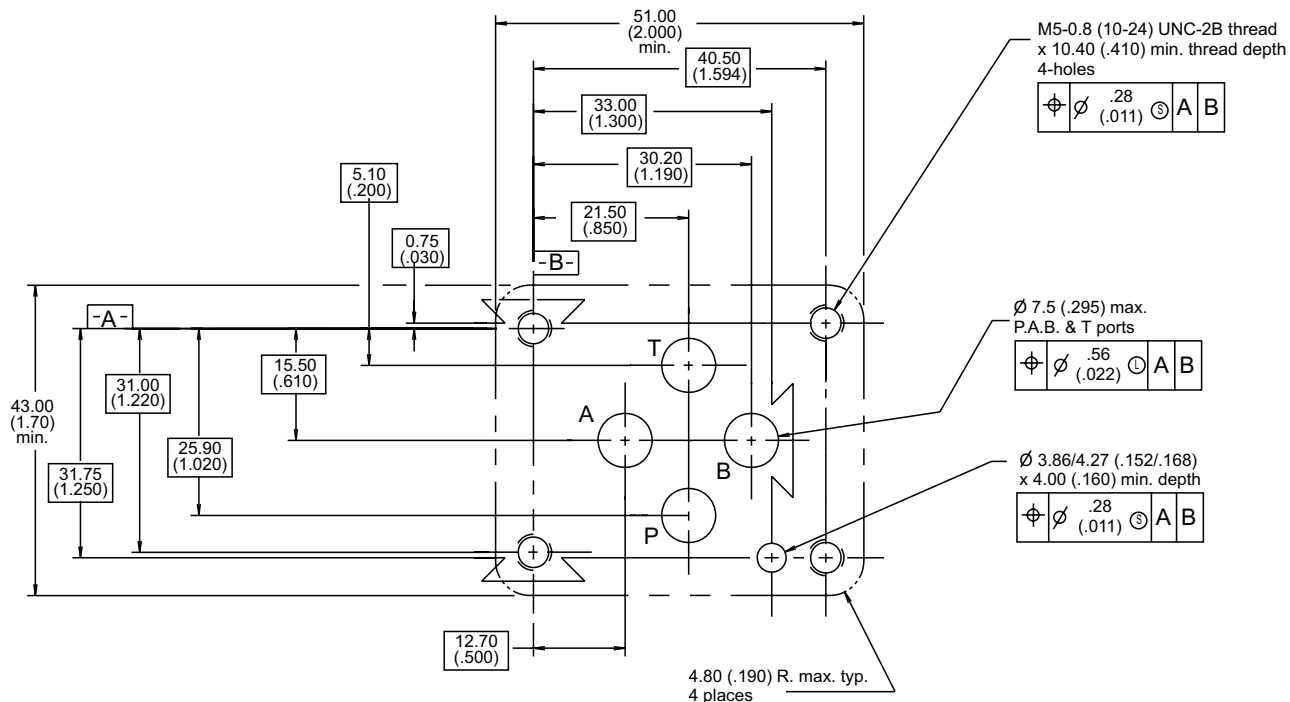 51.00
(2.000)
min.
40.50
(1.594)
33.00
(1.300)
30.20
(1.190)
5.10
(.200)
21.50
(.850)
0.75
(.030)
-B-
-A-
15.50
(.610)
31.00
(1.220)
43.00
(1.70)
min.
25.90
(1.020)
31.75
(1.250)
T
A
B
P
12.70
(.500)
M5-0.8 (10-24) UNC-2B thread
x 10.40 (.410) min. thread depth
4-holes
⌖ Ø .28 (.011) Ⓢ A B
Ø 7.5 (.295) max.
P.A.B. & T ports
⌖ Ø .56 (.022) Ⓛ A B
Ø 3.86/4.27 (.152/.168)
x 4.00 (.160) min. depth
⌖ Ø .28 (.011) Ⓢ A B
4.80 (.190) R. max. typ.
4 places